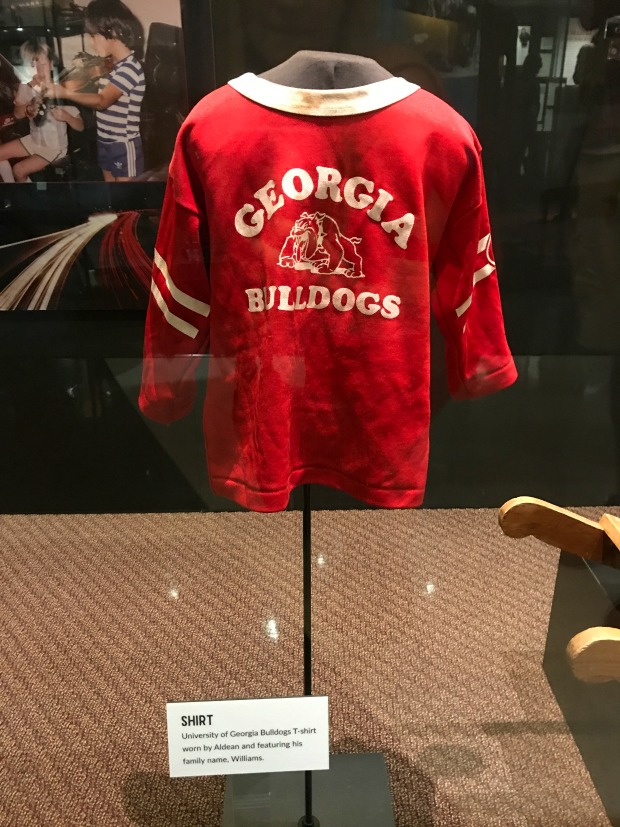 GEORGIA
BULLDOGS
SHIRT
University of Georgia Bulldogs T-shirt
worn by Aldean and featuring his
family name, Williams.